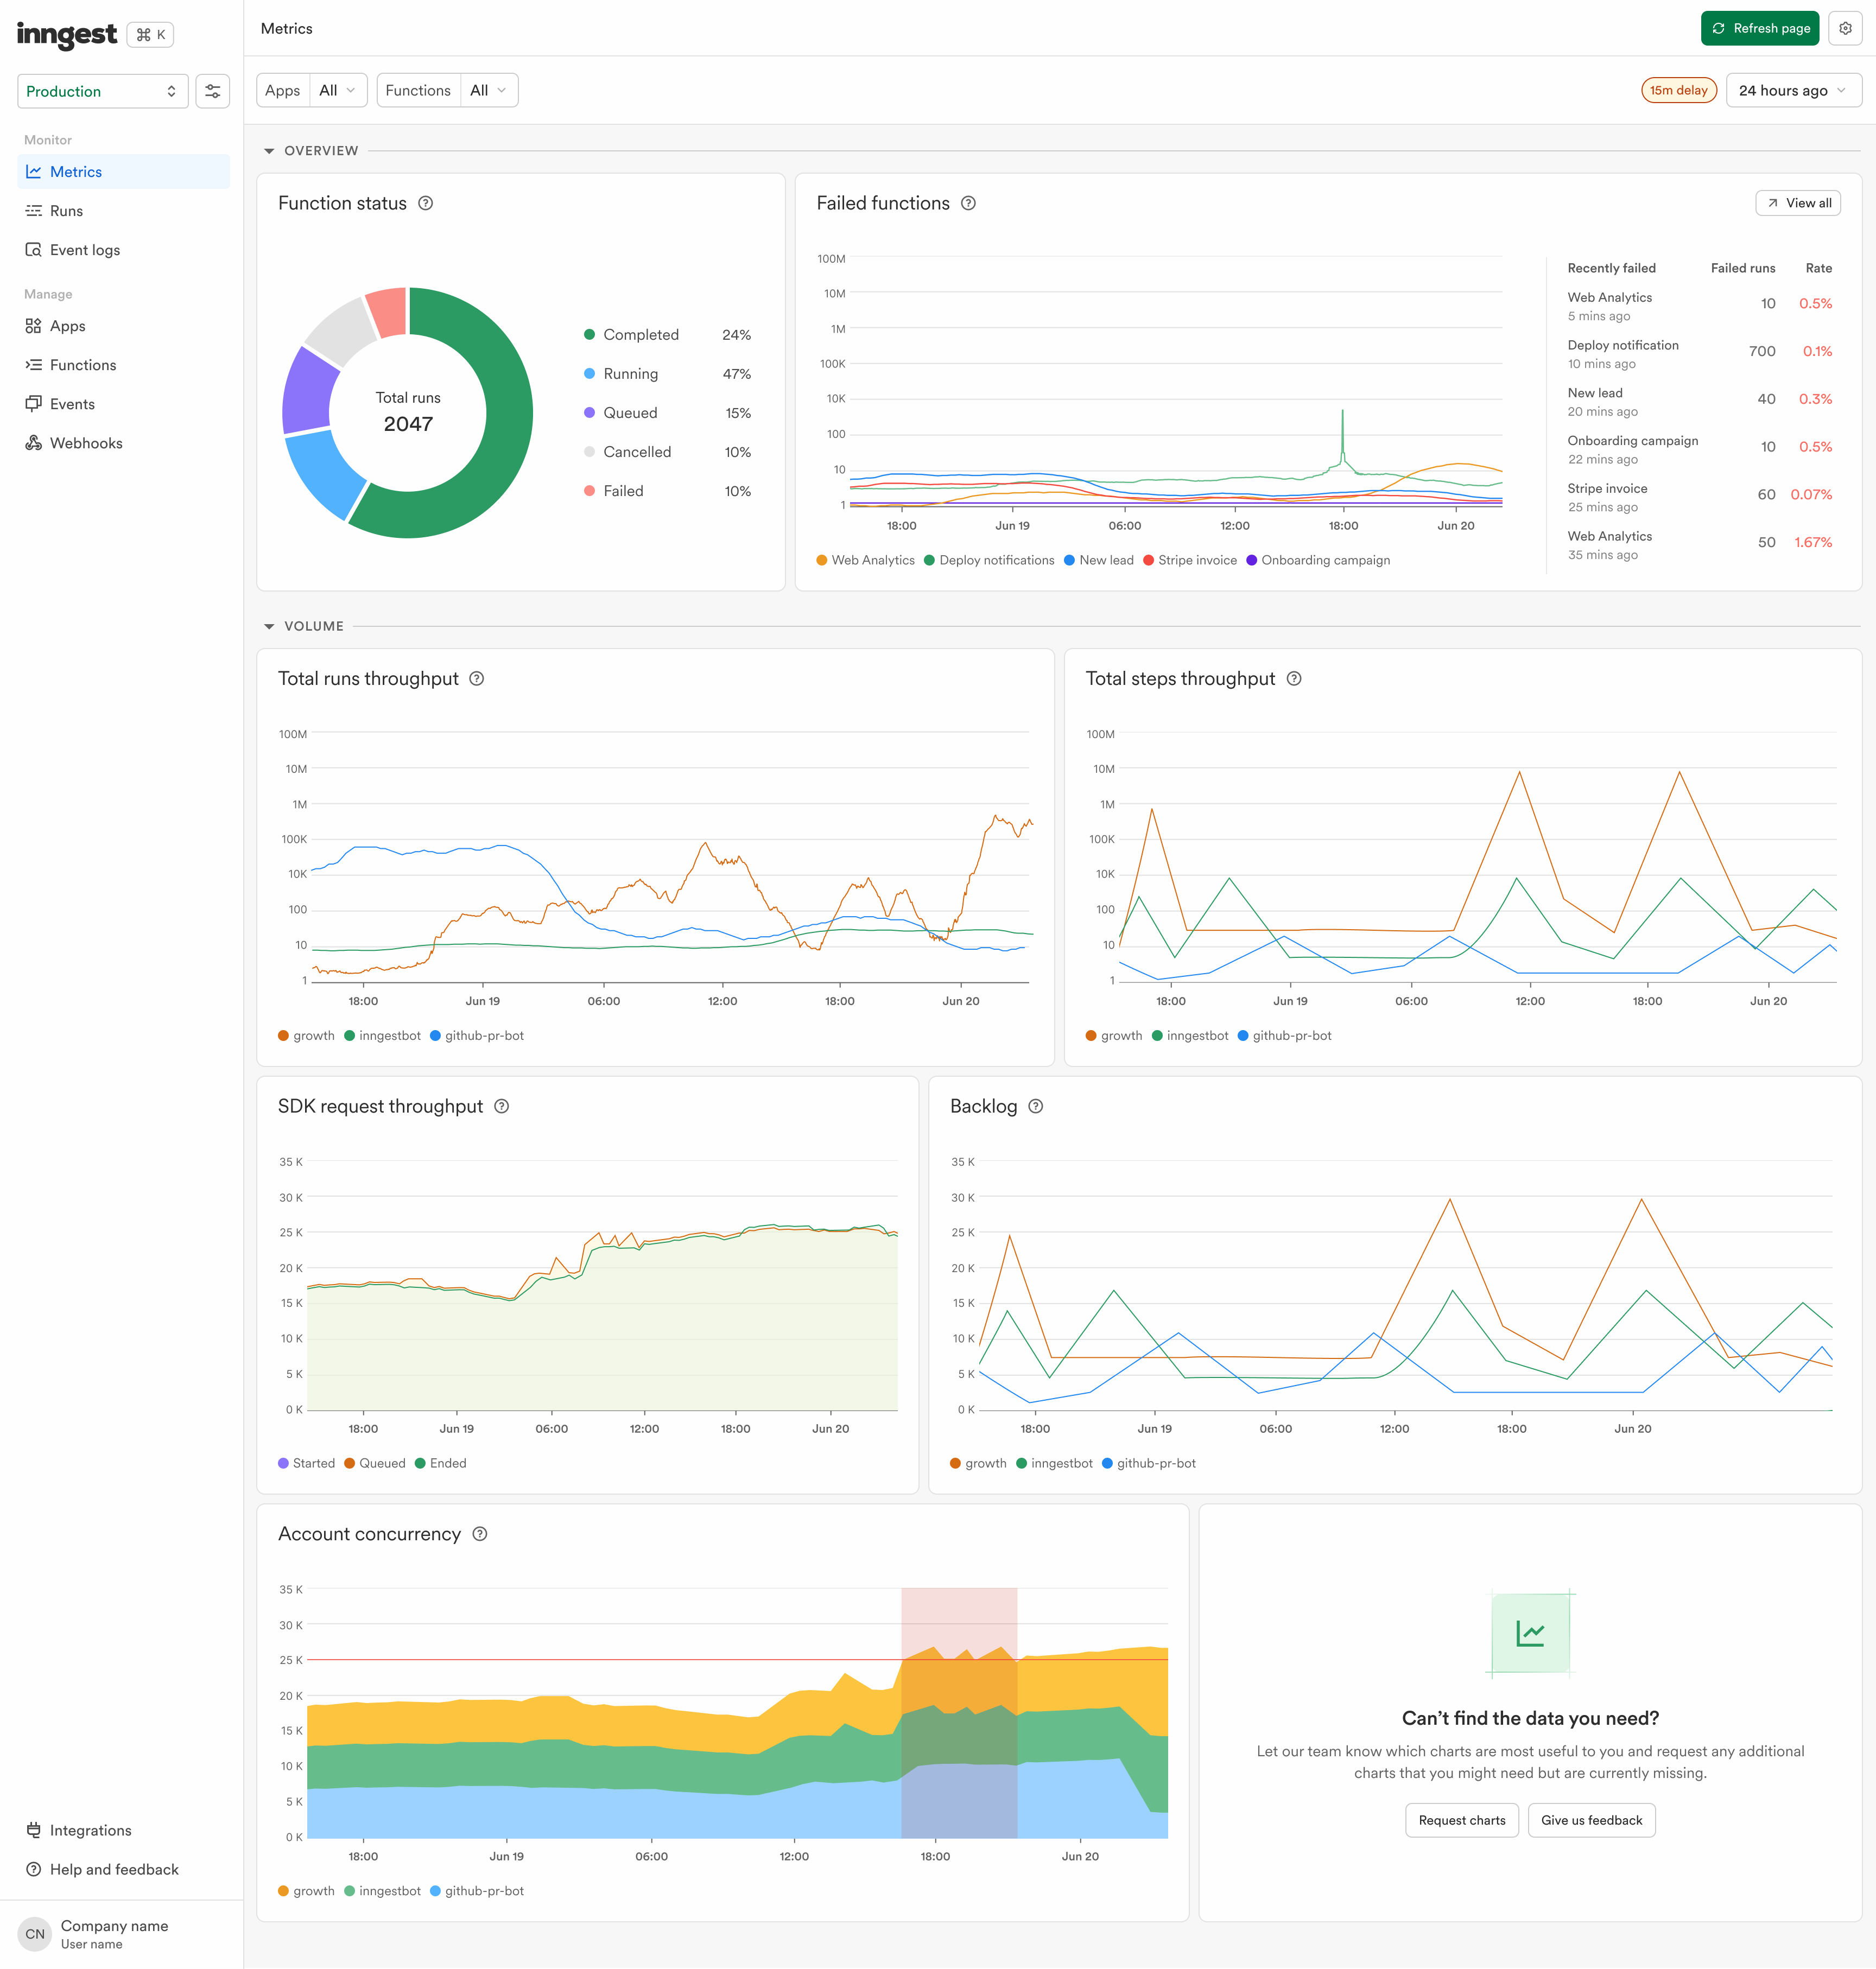 inngest
⌘ K
Production
Monitor
Metrics
Runs
Event logs
Manage
Apps
Functions
Events
Webhooks
Integrations
Help and feedback
CN
Company name
User name
Metrics
Refresh page
Apps All
Functions All
15m delay
24 hours ago
OVERVIEW
Function status
Total runs
2047
Completed 24%
Running 47%
Queued 15%
Cancelled 10%
Failed 10%
Failed functions
View all
100M
10M
1M
100K
10K
100
10
1
18:00 Jun 19 06:00 12:00 18:00 Jun 20
Web Analytics Deploy notifications New lead Stripe invoice Onboarding campaign
Recently failed Failed runs Rate
Web Analytics 10 0.5%
5 mins ago
Deploy notification 700 0.1%
10 mins ago
New lead 40 0.3%
20 mins ago
Onboarding campaign 10 0.5%
22 mins ago
Stripe invoice 60 0.07%
25 mins ago
Web Analytics 50 1.67%
35 mins ago
VOLUME
Total runs throughput
100M
10M
1M
100K
10K
100
10
1
18:00 Jun 19 06:00 12:00 18:00 Jun 20
growth inngestbot github-pr-bot
Total steps throughput
100M
10M
1M
100K
10K
100
10
1
18:00 Jun 19 06:00 12:00 18:00 Jun 20
growth inngestbot github-pr-bot
SDK request throughput
35 K
30 K
25 K
20 K
15 K
10 K
5 K
0 K
18:00 Jun 19 06:00 12:00 18:00 Jun 20
Started Queued Ended
Backlog
35 K
30 K
25 K
20 K
15 K
10 K
5 K
0 K
18:00 Jun 19 06:00 12:00 18:00 Jun 20
growth inngestbot github-pr-bot
Account concurrency
35 K
30 K
25 K
20 K
15 K
10 K
5 K
0 K
18:00 Jun 19 06:00 12:00 18:00 Jun 20
growth inngestbot github-pr-bot
Can't find the data you need?
Let our team know which charts are most useful to you and request any additional
charts that you might need but are currently missing.
Request charts
Give us feedback